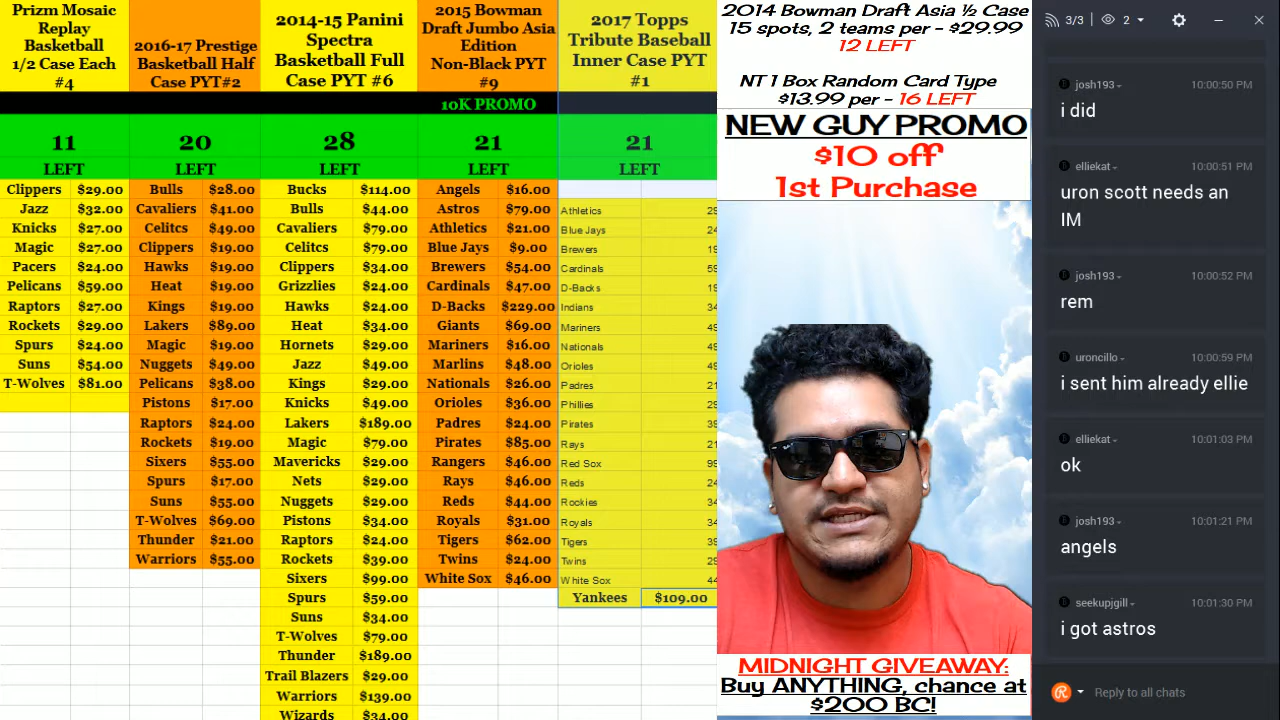 Prizm Mosaic
Replay
Basketball
1/2 Case Each
#4
11
LEFT
Clippers $29.00
Jazz $32.00
Knicks $27.00
Magic $27.00
Pacers $24.00
Pelicans $59.00
Raptors $27.00
Rockets $29.00
Spurs $24.00
Suns $54.00
T-Wolves $81.00
2016-17 Prestige
Basketball Half
Case PYT#2
20
LEFT
Bulls $28.00
Cavaliers $41.00
Celitcs $49.00
Clippers $19.00
Hawks $19.00
Heat $19.00
Kings $19.00
Lakers $89.00
Magic $19.00
Nuggets $49.00
Pelicans $38.00
Pistons $17.00
Raptors $24.00
Rockets $19.00
Sixers $55.00
Spurs $17.00
Suns $55.00
T-Wolves $69.00
Thunder $21.00
Warriors $55.00
2014-15 Panini
Spectra
Basketball Full
Case PYT #6
28
LEFT
Bucks $114.00
Bulls $44.00
Cavaliers $79.00
Celitcs $79.00
Clippers $34.00
Grizzlies $24.00
Hawks $24.00
Heat $34.00
Hornets $29.00
Jazz $49.00
Kings $29.00
Knicks $49.00
Lakers $189.00
Magic $79.00
Mavericks $29.00
Nets $29.00
Nuggets $29.00
Pistons $34.00
Raptors $24.00
Rockets $39.00
Sixers $99.00
Spurs $59.00
Suns $34.00
T-Wolves $79.00
Thunder $189.00
Trail Blazers $29.00
Warriors $139.00
Wizards $34.00
2015 Bowman
Draft Jumbo Asia
Edition
Non-Black PYT
#9
10K PROMO
21
LEFT
Angels $16.00
Astros $79.00
Athletics $21.00
Blue Jays $9.00
Brewers $54.00
Cardinals $47.00
D-Backs $229.00
Giants $69.00
Mariners $16.00
Marlins $48.00
Nationals $26.00
Orioles $36.00
Padres $24.00
Pirates $85.00
Rangers $46.00
Rays $46.00
Reds $44.00
Royals $31.00
Tigers $62.00
Twins $24.00
White Sox $46.00
2017 Topps
Tribute Baseball
Inner Case PYT
#1
21
LEFT
Athletics
Blue Jays
Brewers
Cardinals
D-Backs
Indians
Mariners
Nationals
Orioles
Padres
Phillies
Pirates
Rays
Red Sox
Reds
Rockies
Royals
Tigers
Twins
White Sox
Yankees $109.00
2014 Bowman Draft Asia ½ Case
15 spots, 2 teams per - $29.99
12 LEFT
NT 1 Box Random Card Type
$13.99 per - 16 LEFT
NEW GUY PROMO
$10 off
1st Purchase
MIDNIGHT GIVEAWAY:
Buy ANYTHING, chance at
$200 BC!
3/3 2
josh193 10:00:50 PM
i did
elliekat 10:00:51 PM
uron scott needs an
IM
josh193 10:00:52 PM
rem
uroncillo 10:00:59 PM
i sent him already ellie
elliekat 10:01:03 PM
ok
josh193 10:01:21 PM
angels
seekupjgill 10:01:30 PM
i got astros
Reply to all chats